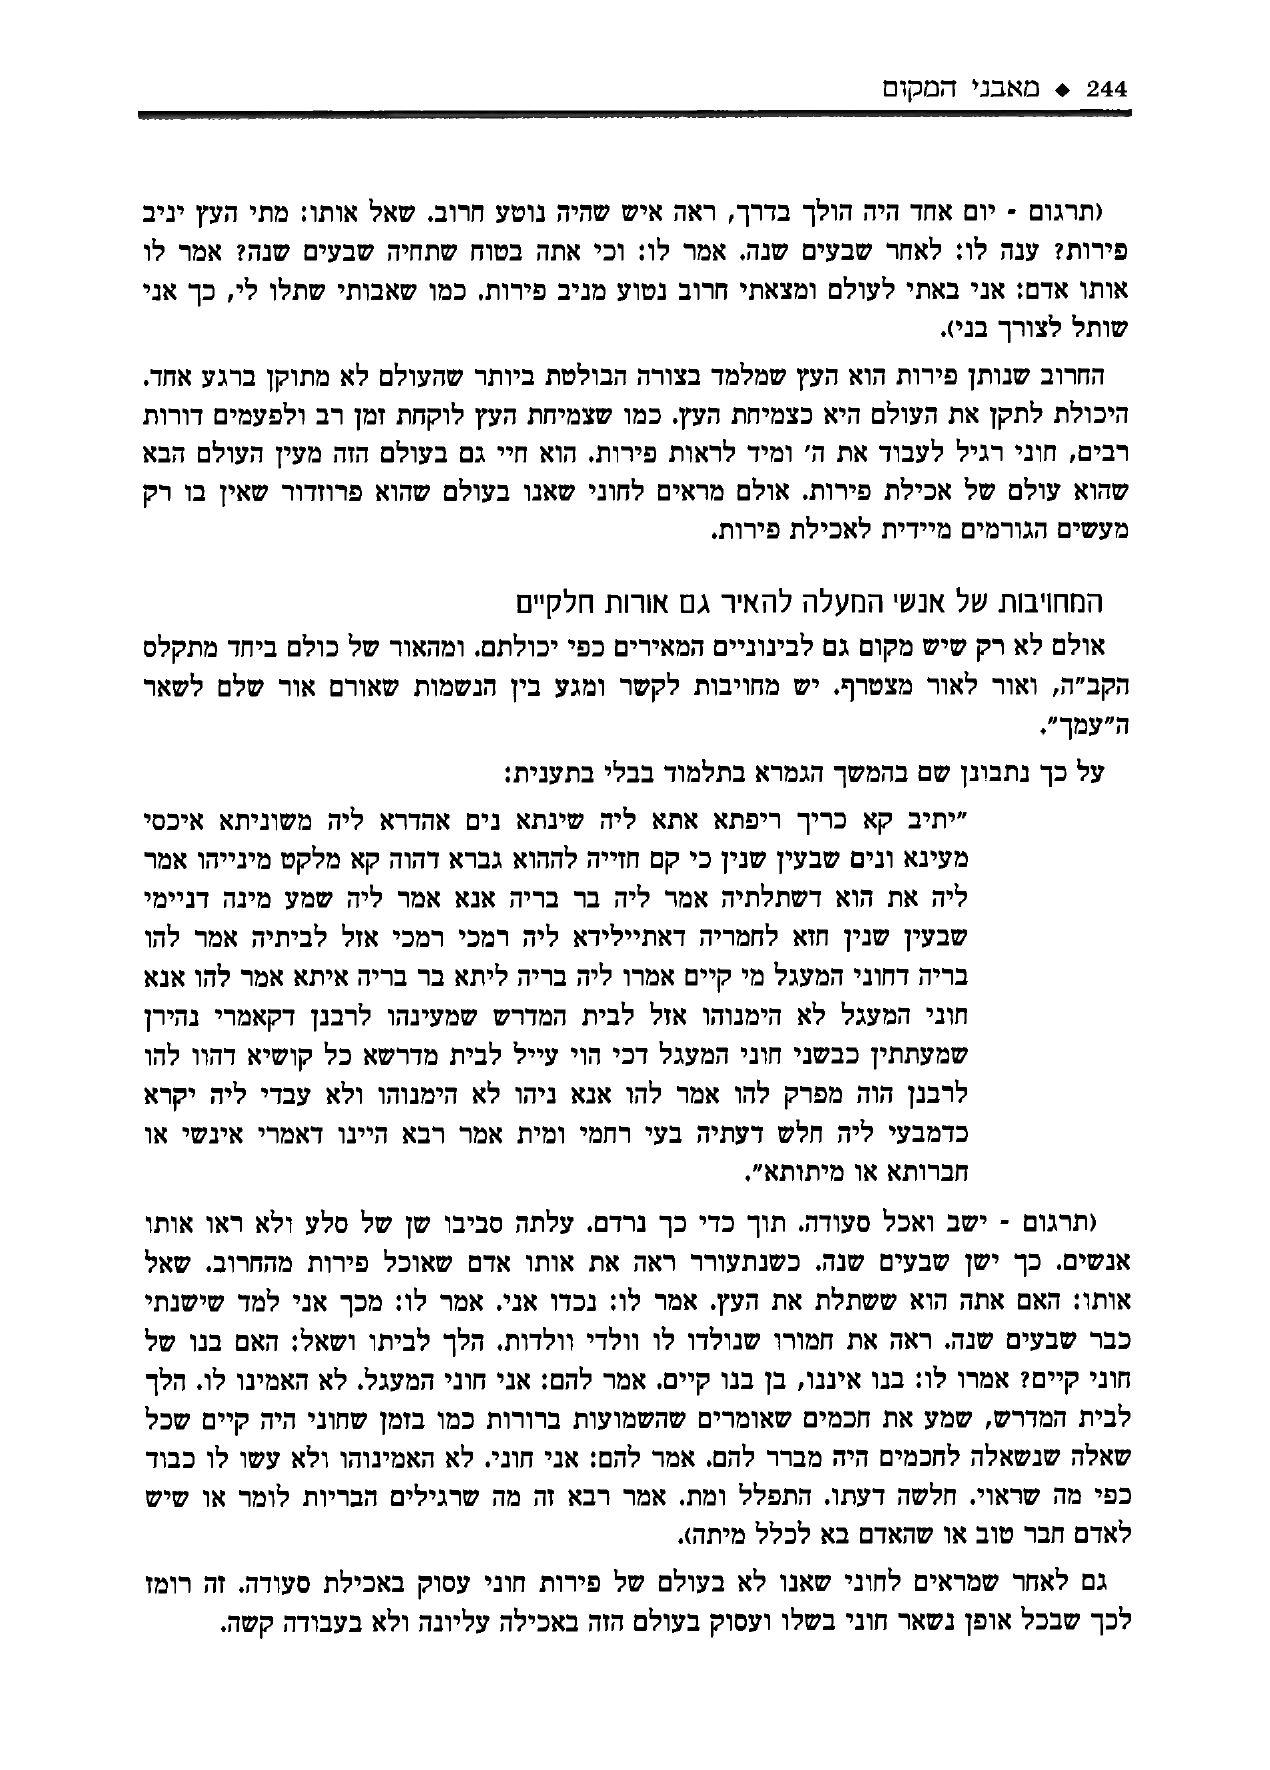 244 ◆ מאבני המקום
(תרגום - יום אחד היה הולך בדרך, ראה איש שהיה נוטע חרוב. שאל אותו: מתי העץ יניב
פירות? ענה לו: לאחר שבעים שנה. אמר לו: וכי אתה בטוח שתחיה שבעים שנה? אמר לו
אותו אדם: אני באתי לעולם ומצאתי חרוב נטוע מניב פירות. כמו שאבותי שתלו לי, כך אני
שותל לצורך בני).
החרוב שנותן פירות הוא העץ שמלמד בצורה הבולטת ביותר שהעולם לא מתוקן ברגע אחד.
היכולת לתקן את העולם היא כצמיחת העץ. כמו שצמיחת העץ לוקחת זמן רב ולפעמים דורות
רבים, חוני רגיל לעבוד את ה' ומיד לראות פירות. הוא חיי גם בעולם הזה מעין העולם הבא
שהוא עולם של אכילת פירות. אולם מראים לחוני שאנו בעולם שהוא פרוזדור שאין בו רק
מעשים הגורמים מיידית לאכילת פירות.
המחויבות של אנשי המעלה להאיר גם אורות חלקיים
אולם לא רק שיש מקום גם לבינוניים המאירים כפי יכולתם. ומהאור של כולם ביחד מתקלס
הקב"ה, ואור לאור מצטרף. יש מחויבות לקשר ומגע בין הנשמות שאורם אור שלם לשאר
ה"עמך".
על כך נתבונן שם בהמשך הגמרא בתלמוד בבלי בתענית:
"יתיב קא כריך ריפתא אתא ליה שינתא נים אהדרא ליה משוניתא איכסי
מעינא ונים שבעין שנין כי קם חזייה לההוא גברא דהוה קא מלקט מינייהו אמר
ליה את הוא דשתלתיה אמר ליה בר בריה אנא אמר ליה שמע מינה דניימי
שבעין שנין חזא לחמריה דאתיילידא ליה רמכי רמכי אזל לביתיה אמר להו
בריה דחוני המעגל מי קיים אמרו ליה בריה ליתא בר בריה איתא אמר להו אנא
חוני המעגל לא הימנוהו אזל לבית המדרש שמעינהו לרבנן דקאמרי נהירן
שמעתתין כבשני חוני המעגל דכי הוי עייל לבית מדרשא כל קושיא דהוו להו
לרבנן הוה מפרק להו אמר להו אנא ניהו לא הימנוהו ולא עבדי ליה יקרא
כדמבעי ליה חלש דעתיה בעי רחמי ומית אמר רבא היינו דאמרי אינשי או
חברותא או מיתותא".
(תרגום - ישב ואכל סעודה. תוך כדי כך נרדם. עלתה סביבו שן של סלע ולא ראו אותו
אנשים. כך ישן שבעים שנה. כשנתעורר ראה את אותו אדם שאוכל פירות מהחרוב. שאל
אותו: האם אתה הוא ששתלת את העץ. אמר לו: נכדו אני. אמר לו: מכך אני למד שישנתי
כבר שבעים שנה. ראה את חמורו שנולדו לו וולדי וולדות. הלך לביתו ושאל: האם בנו של
חוני קיים? אמרו לו: בנו איננו, בן בנו קיים. אמר להם: אני חוני המעגל. לא האמינו לו. הלך
לבית המדרש, שמע את חכמים שאומרים שהשמועות ברורות כמו בזמן שחוני היה קיים שכל
שאלה שנשאלה לחכמים היה מברר להם. אמר להם: אני חוני. לא האמינוהו ולא עשו לו כבוד
כפי מה שראוי. חלשה דעתו. התפלל ומת. אמר רבא זה מה שרגילים הבריות לומר או שיש
לאדם חבר טוב או שהאדם בא לכלל מיתה).
גם לאחר שמראים לחוני שאנו לא בעולם של פירות חוני עסוק באכילת סעודה. זה רומז
לכך שבכל אופן נשאר חוני בשלו ועסוק בעולם הזה באכילה עליונה ולא בעבודה קשה.